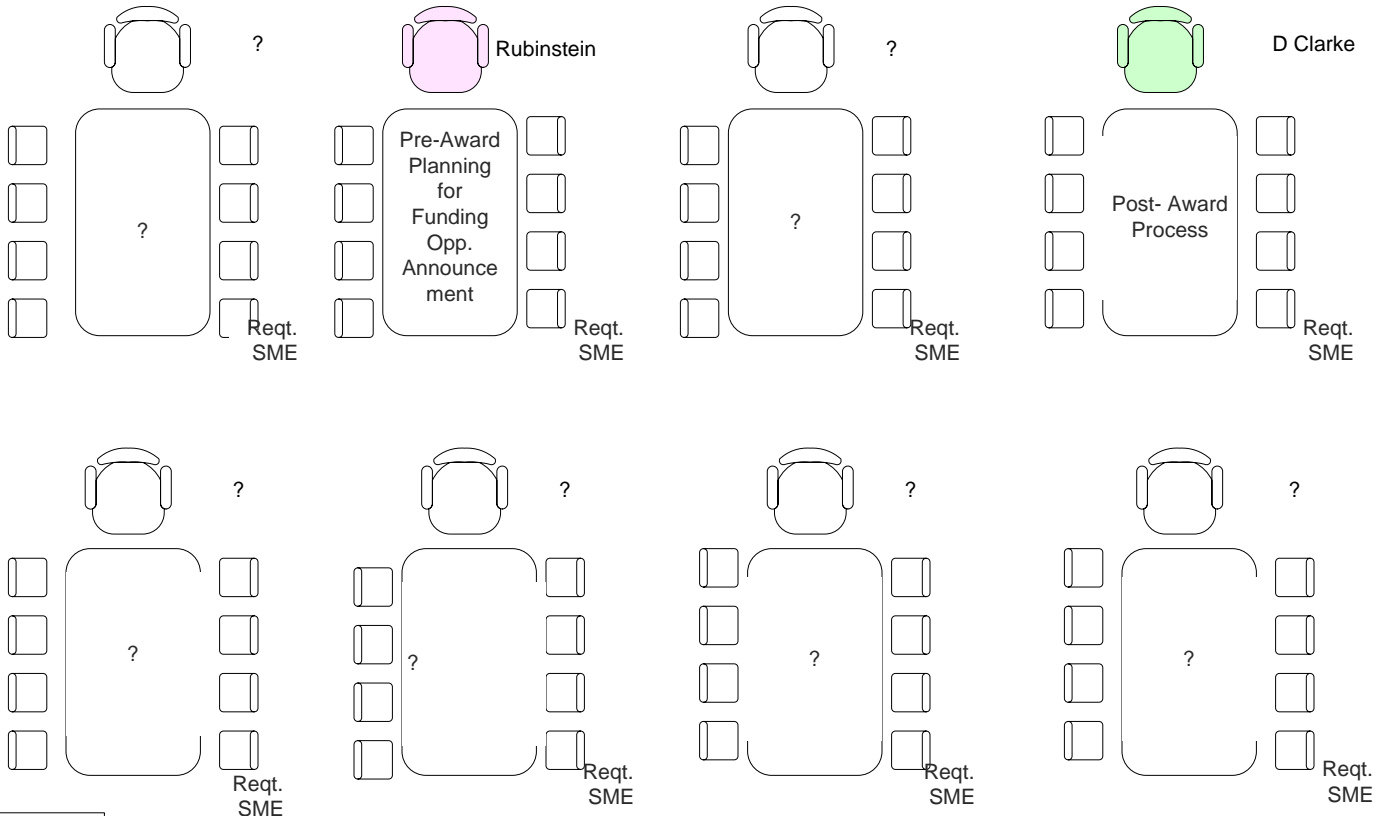 ?
Rubinstein
?
D Clarke
?
Pre-Award
Planning
for
Funding
Opp.
Announce
ment
?
Post- Award
Process
Reqt.
SME
Reqt.
SME
Reqt.
SME
Reqt.
SME
?
?
?
?
?
?
?
?
Reqt.
SME
Reqt.
SME
Reqt.
SME
Reqt.
SME